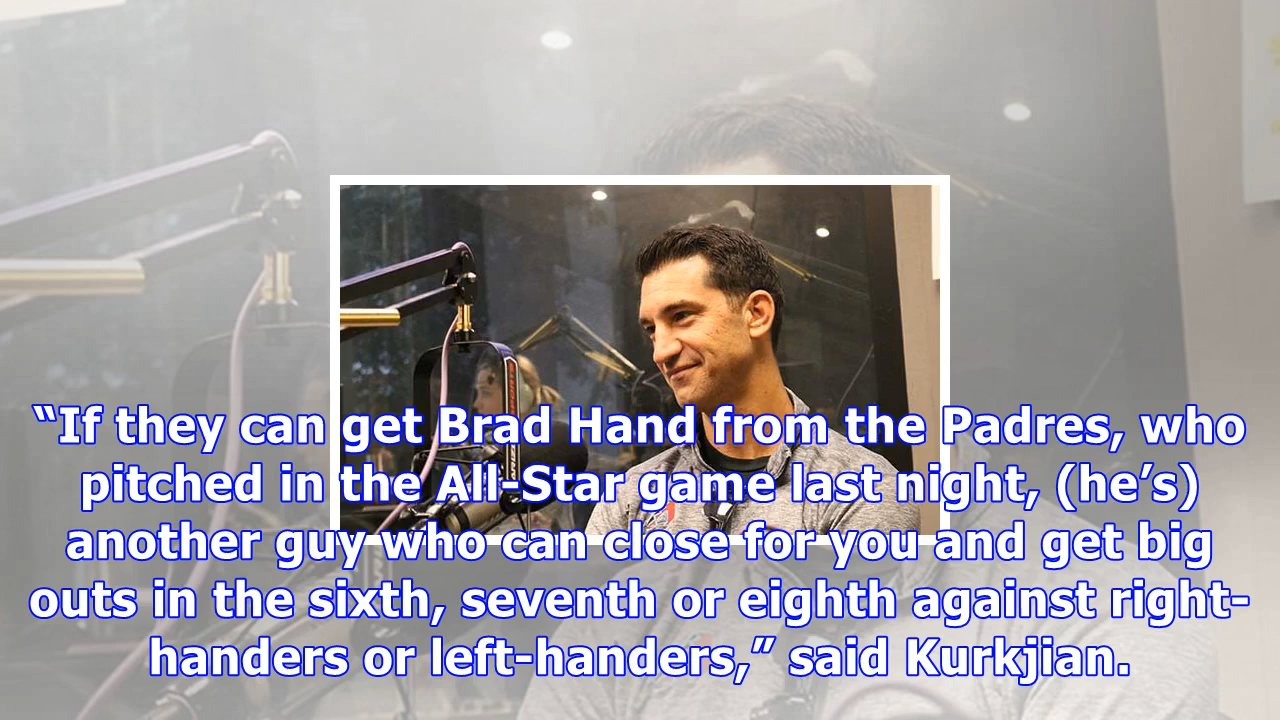 “If they can get Brad Hand from the Padres, who
pitched in the All-Star game last night, (he’s)
another guy who can close for you and get big
outs in the sixth, seventh or eighth against right-
handers or left-handers,” said Kurkjian.